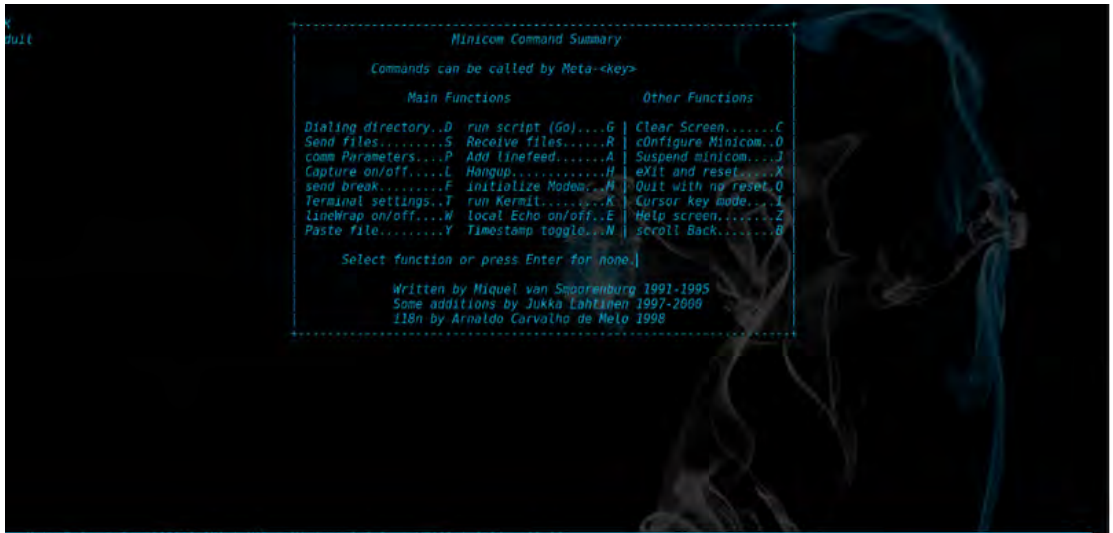 duit
Minicom Command Summary
Commands can be called by Meta-<key>
Main Functions Other Functions
Dialing directory..D run script (Go)....G | Clear Screen.......C
Send files.........S Receive files......R | cOnfigure Minicom..O
comm Parameters....P Add linefeed.......A | Suspend minicom....J
Capture on/off.....L Hangup.............H | eXit and reset.....X
send break.........F initialize Modem...M | Quit with no reset.Q
Terminal settings..T run Kermit.........K | Cursor key mode....I
lineWrap on/off....W local Echo on/off..E | Help screen........Z
Paste file.........Y Timestamp toggle...N | scroll Back........B
Select function or press Enter for none.
Written by Miquel van Smoorenburg 1991-1995
Some additions by Jukka Lahtinen 1997-2000
i18n by Arnaldo Carvalho de Melo 1998